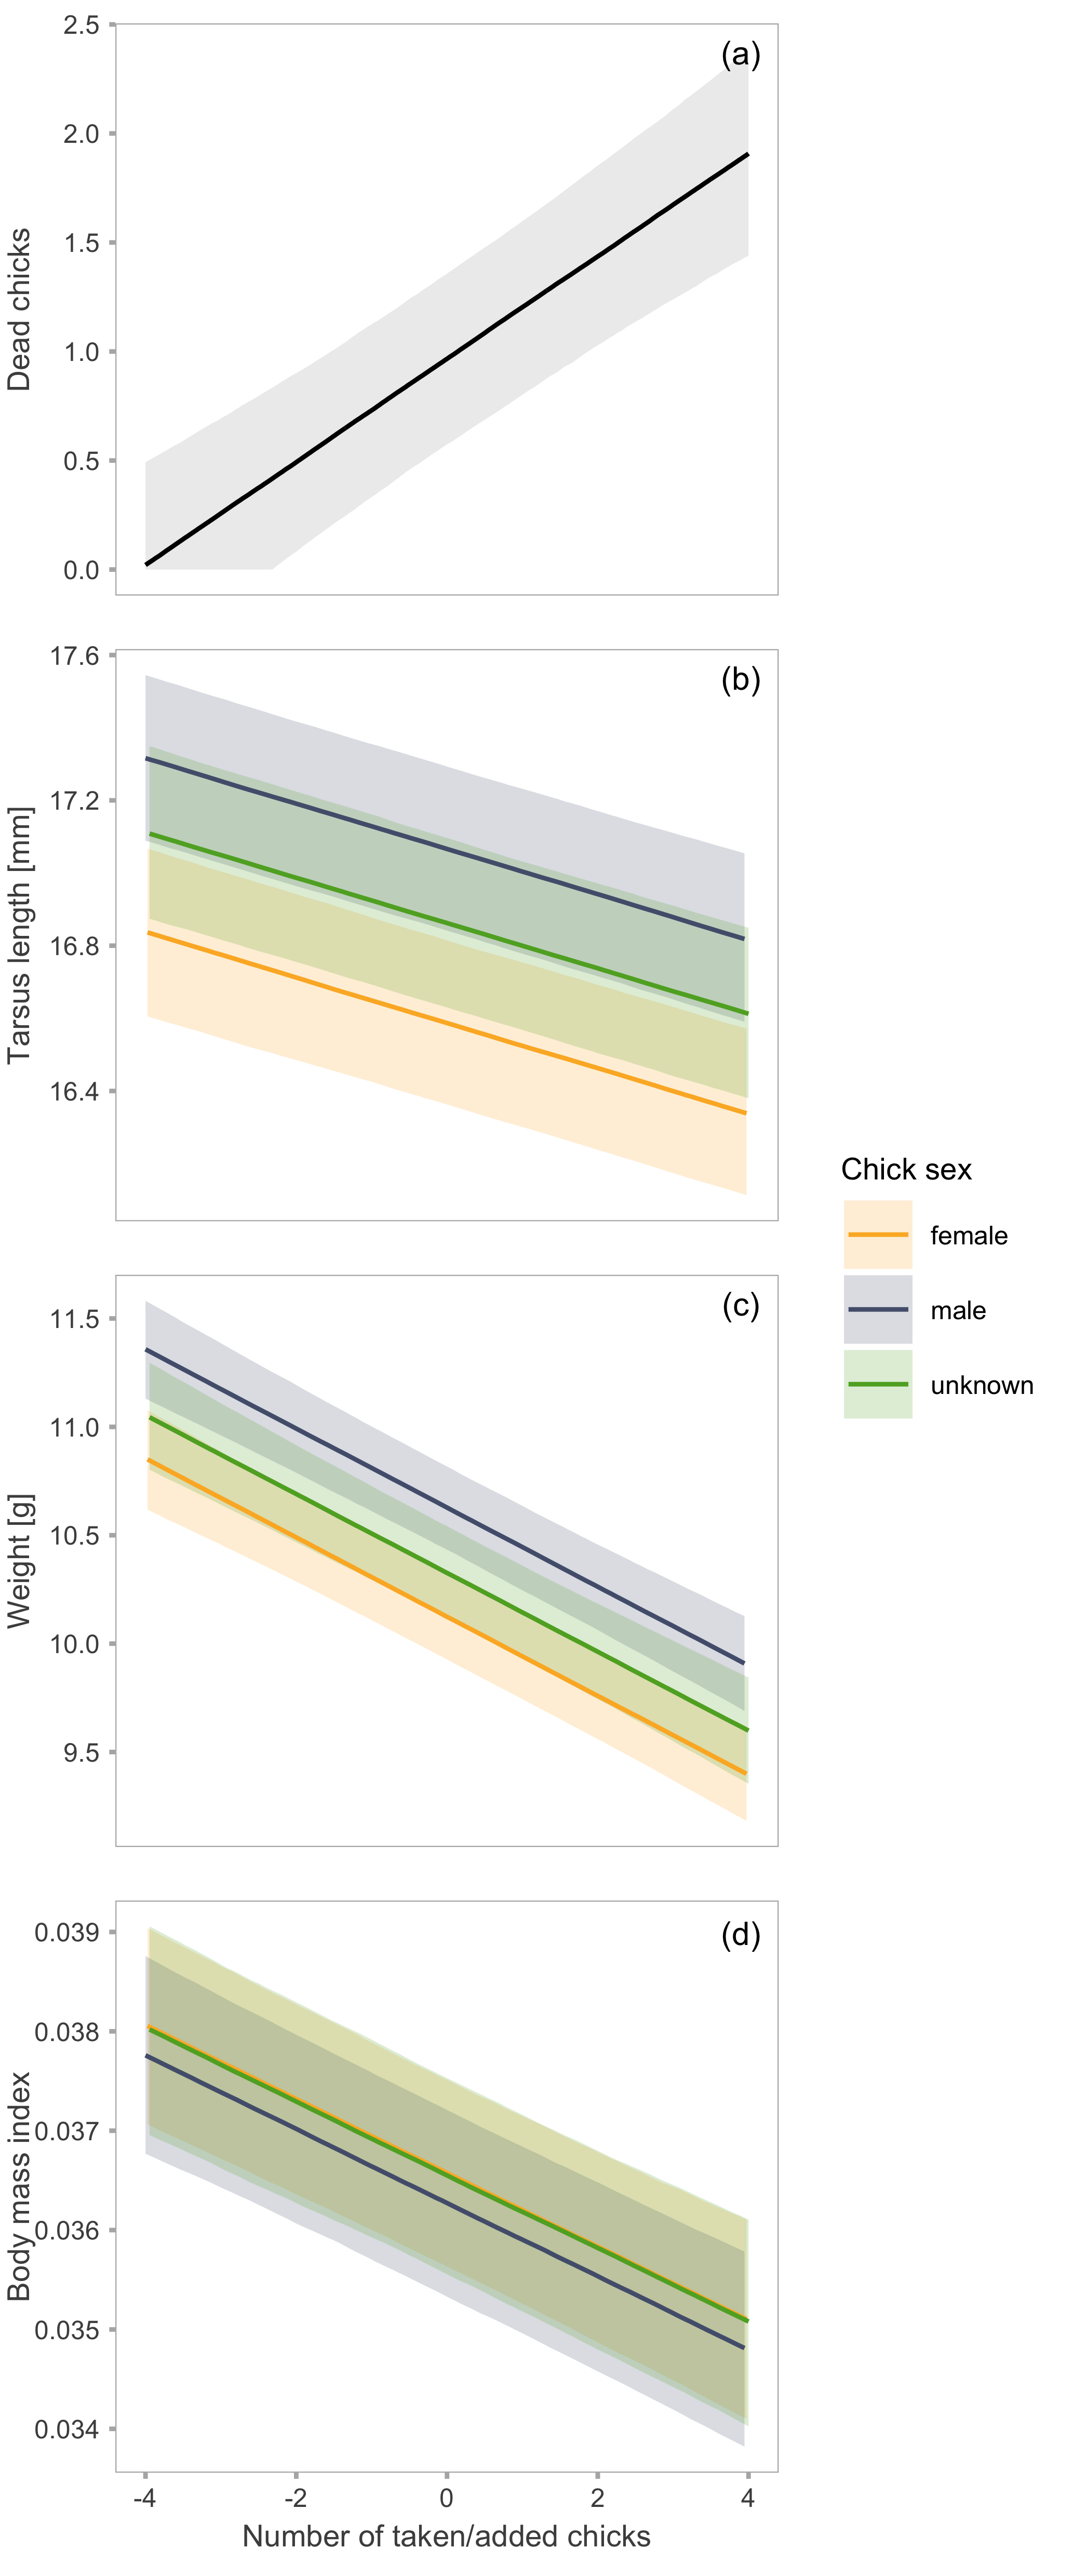 (a)
2.5
2.0
1.5
1.0
0.5
0.0
Dead chicks
(b)
17.6
17.2
16.8
16.4
Tarsus length [mm]
(c)
11.5
11.0
10.5
10.0
9.5
Weight [g]
Chick sex
female
male
unknown
(d)
0.039
0.038
0.037
0.036
0.035
0.034
Body mass index
-4 -2 0 2 4
Number of taken/added chicks